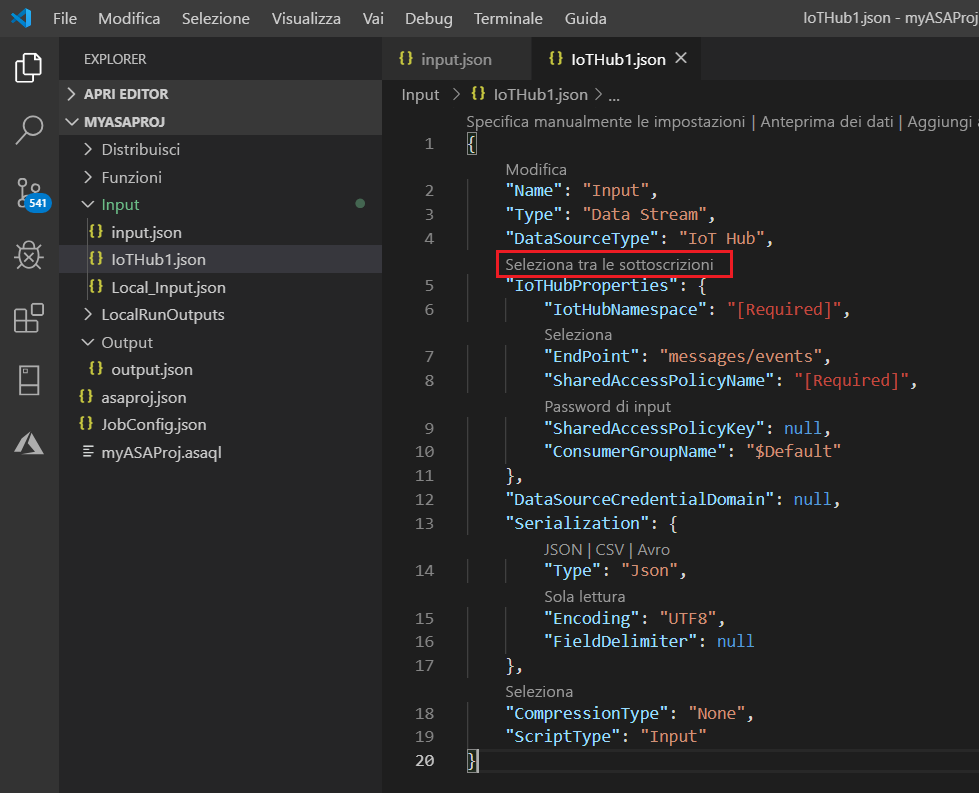 File Modifica Selezione Visualizza Vai Debug Terminale Guida IoTHub1.json - myASAProj
EXPLORER
APRI EDITOR
MYASAPROJ
Distribuisci
Funzioni
Input
{} input.json
{} IoTHub1.json
{} Local_Input.json
LocalRunOutputs
Output
{} output.json
{} asaproj.json
{} JobConfig.json
myASAProj.asaql
541
{} input.json {} IoTHub1.json
Input > {} IoTHub1.json > ...
Specifica manualmente le impostazioni | Anteprima dei dati | Aggiungi
1 {
Modifica
2 "Name": "Input",
3 "Type": "Data Stream",
4 "DataSourceType": "IoT Hub",
Seleziona tra le sottoscrizioni
5 "IoTHubProperties": {
6 "IotHubNamespace": "[Required]",
Seleziona
7 "EndPoint": "messages/events",
8 "SharedAccessPolicyName": "[Required]",
Password di input
9 "SharedAccessPolicyKey": null,
10 "ConsumerGroupName": "$Default"
11 },
12 "DataSourceCredentialDomain": null,
13 "Serialization": {
JSON | CSV | Avro
14 "Type": "Json",
Sola lettura
15 "Encoding": "UTF8",
16 "FieldDelimiter": null
17 },
Seleziona
18 "CompressionType": "None",
19 "ScriptType": "Input"
20 }